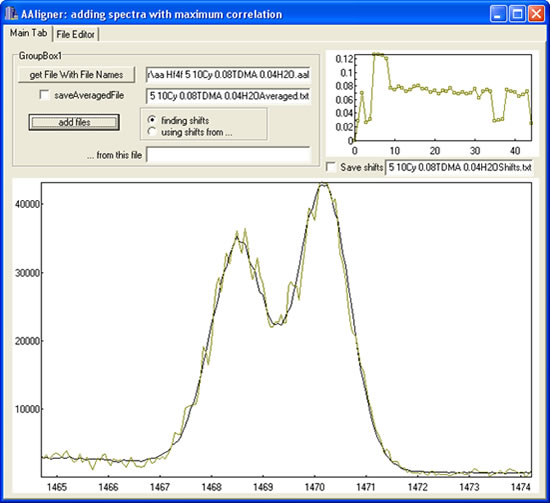 AAligner: adding spectra with maximum correlation
Main Tab File Editor
GroupBox1
get File With File Names
r\aa Hf4f 5 10Cy 0.08TDMA 0.04H2O.aal
saveAveragedFile
5 10Cy 0.08TDMA 0.04H2OAveraged.txt
add files
finding shifts
using shifts from ...
... from this file
0.12
0.1
0.08
0.06
0.04
0.02
0
0 10 20 30 40
Save shifts
5 10Cy 0.08TDMA 0.04H2OShifts.txt
40000
30000
20000
10000
1465 1466 1467 1468 1469 1470 1471 1472 1473 1474